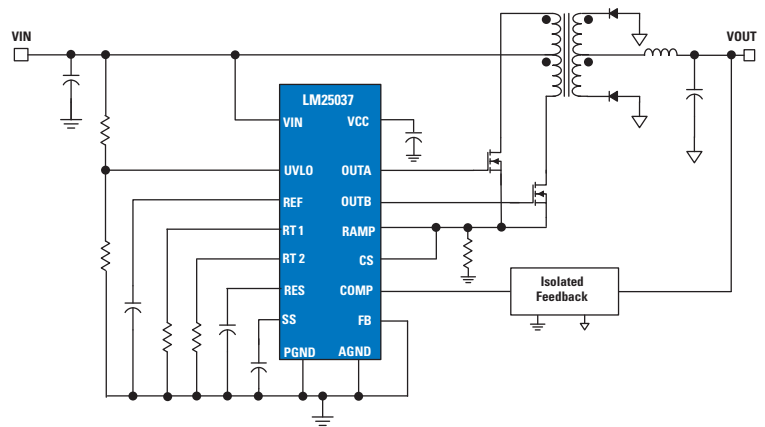 VIN
VOUT
LM25037
VIN
VCC
UVLO
OUTA
REF
OUTB
RT1
RAMP
RT2
CS
RES
COMP
Isolated
Feedback
SS
FB
PGND
AGND